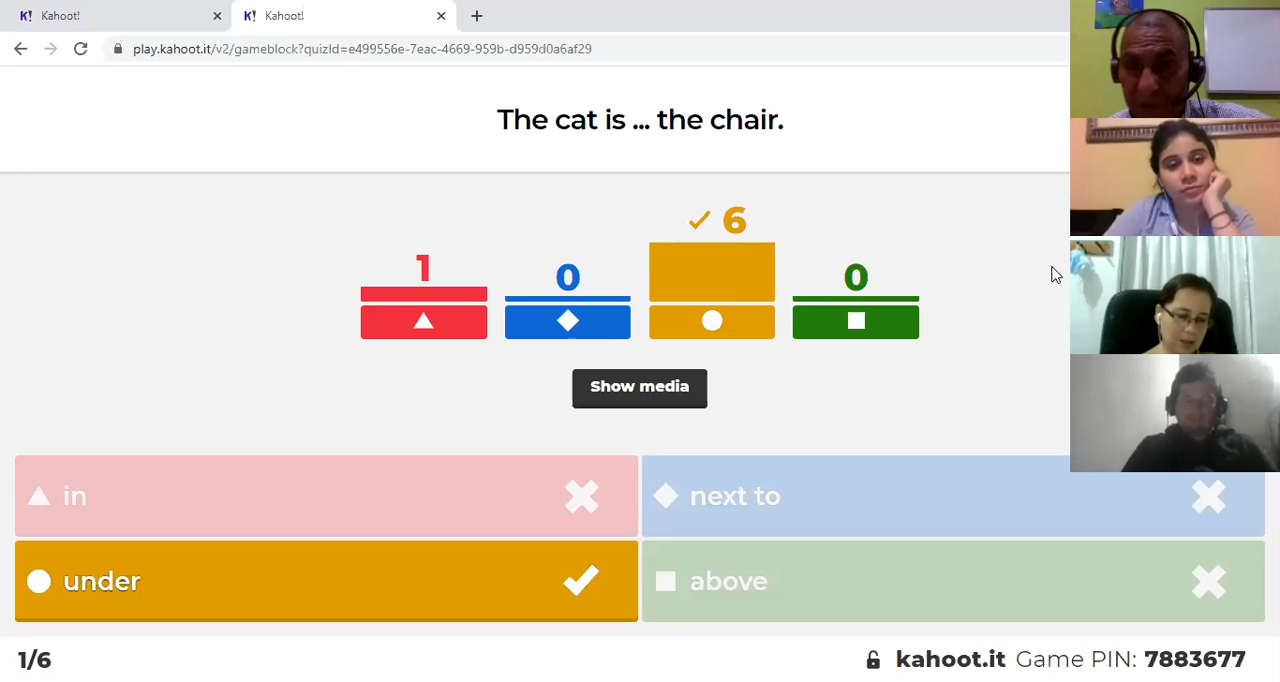 K! Kahoot!
K! Kahoot!
play.kahoot.it/v2/gameblock?quizId=e499556e-7eac-4669-959b-d959d0a6af29
The cat is ... the chair.
1
0
6
0
Show media
in
next to
under
above
1/6
kahoot.it Game PIN: 7883677